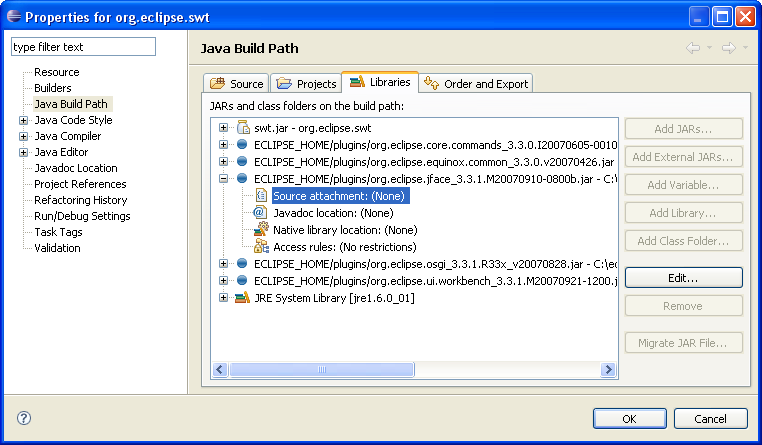 Properties for org.eclipse.swt
type filter text
Resource
Builders
Java Build Path
Java Code Style
Java Compiler
Java Editor
Javadoc Location
Project References
Refactoring History
Run/Debug Settings
Task Tags
Validation
Java Build Path
Source Projects Libraries Order and Export
JARs and class folders on the build path:
swt.jar - org.eclipse.swt
ECLIPSE_HOME/plugins/org.eclipse.core.commands_3.3.0.I20070605-0010
ECLIPSE_HOME/plugins/org.eclipse.equinox.common_3.3.0.v20070426.jar
ECLIPSE_HOME/plugins/org.eclipse.jface_3.3.1.M20070910-0800b.jar - C:\
Source attachment: (None)
Javadoc location: (None)
Native library location: (None)
Access rules: (No restrictions)
ECLIPSE_HOME/plugins/org.eclipse.osgi_3.3.1.R33x_v20070828.jar - C:\ec
ECLIPSE_HOME/plugins/org.eclipse.ui.workbench_3.3.1.M20070921-1200.j
JRE System Library [jre1.6.0_01]
Add JARs...
Add External JARs...
Add Variable...
Add Library...
Add Class Folder...
Edit...
Remove
Migrate JAR File...
?
OK Cancel